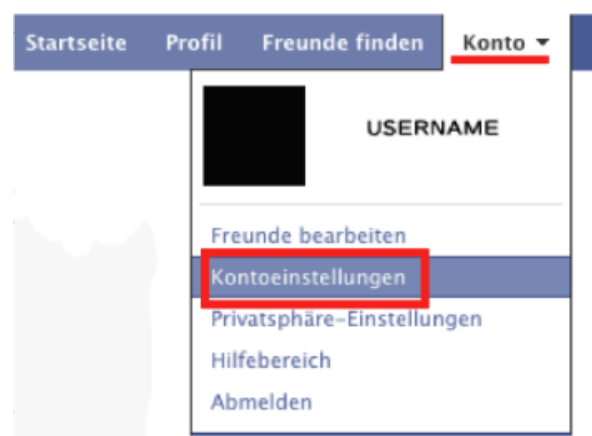 Startseite Profil Freunde finden Konto
USERNAME
Freunde bearbeiten
Kontoeinstellungen
Privatsphäre-Einstellungen
Hilfebereich
Abmelden